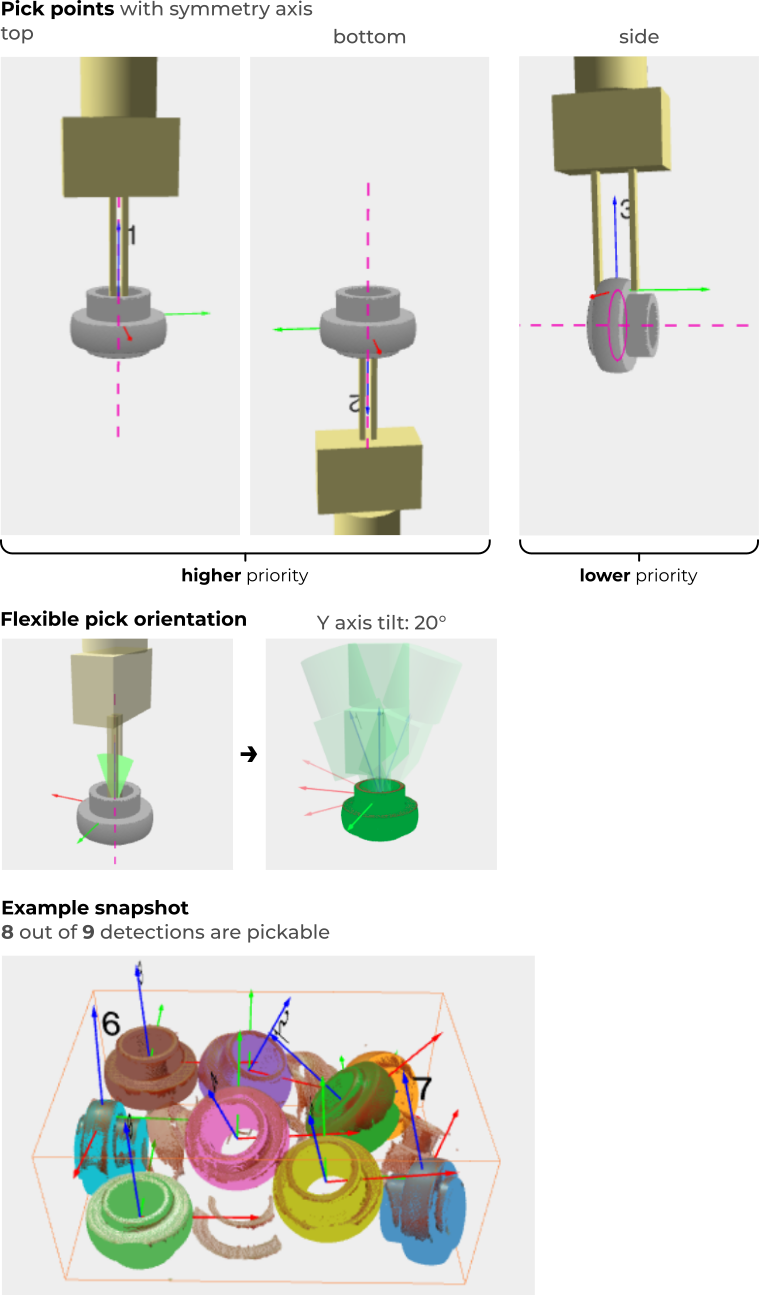 Pick points with symmetry axis
top
bottom
side
1
2
3
higher priority
lower priority
Flexible pick orientation
Y axis tilt: 20°
Example snapshot
8 out of 9 detections are pickable
6
7